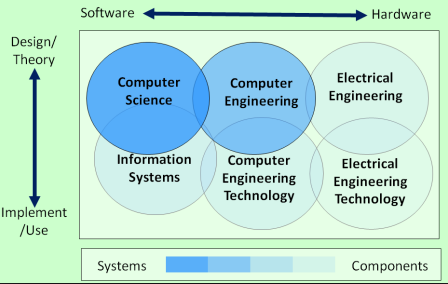 Software Hardware
Design/
Theory
Computer
Science
Computer
Engineering
Electrical
Engineering
Information
Systems
Computer
Engineering
Technology
Electrical
Engineering
Technology
Implement
/Use
Systems Components